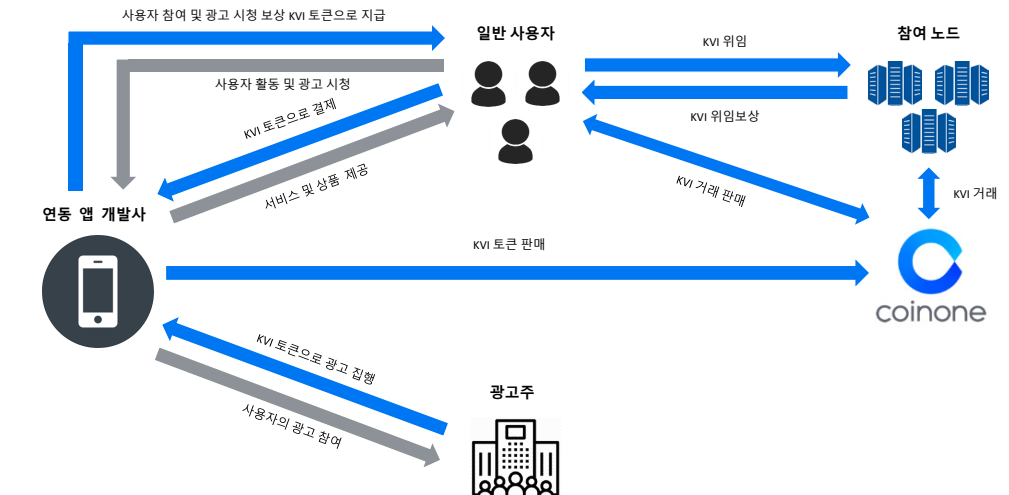 사용자 참여 및 광고 시청 보상 KVI 토큰으로 지급
일반 사용자
참여 노드
KVI 위임
사용자 활동 및 광고 시청
KVI 토큰으로 결제
KVI 위임보상
서비스 및 상품 제공
KVI 거래 판매
KVI 거래
연동 앱 개발사
KVI 토큰 판매
coinone
KVI 토큰으로 광고 집행
광고주
사용자의 광고 참여